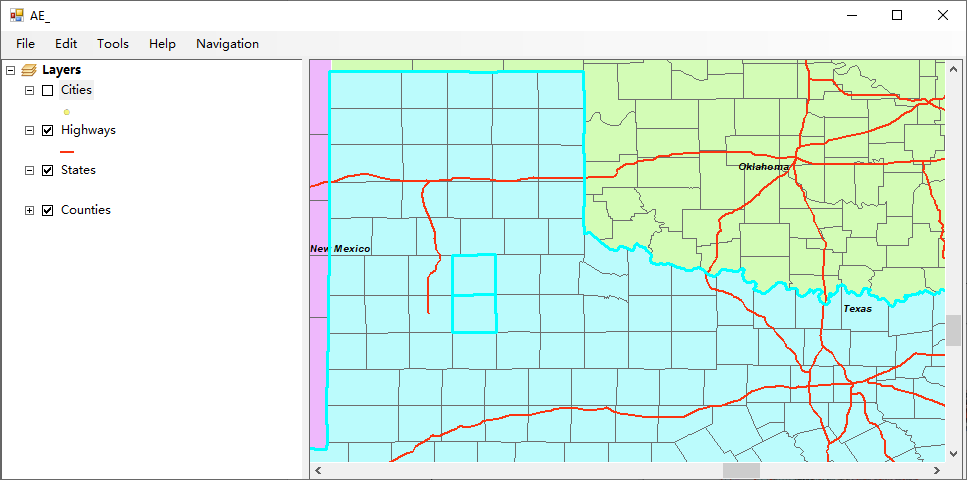 AE_
File Edit Tools Help Navigation
Layers
Cities
Highways
States
Counties
Oklahoma
New Mexico
Texas